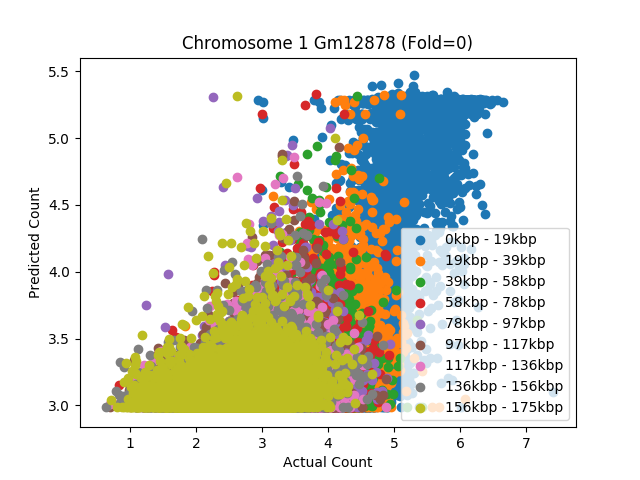 Chromosome 1 Gm12878 (Fold=0)
Predicted Count
5.5
5.0
4.5
4.0
3.5
3.0
0kbp - 19kbp
19kbp - 39kbp
39kbp - 58kbp
58kbp - 78kbp
78kbp - 97kbp
97kbp - 117kbp
117kbp - 136kbp
136kbp - 156kbp
156kbp - 175kbp
1 2 3 4 5 6 7
Actual Count